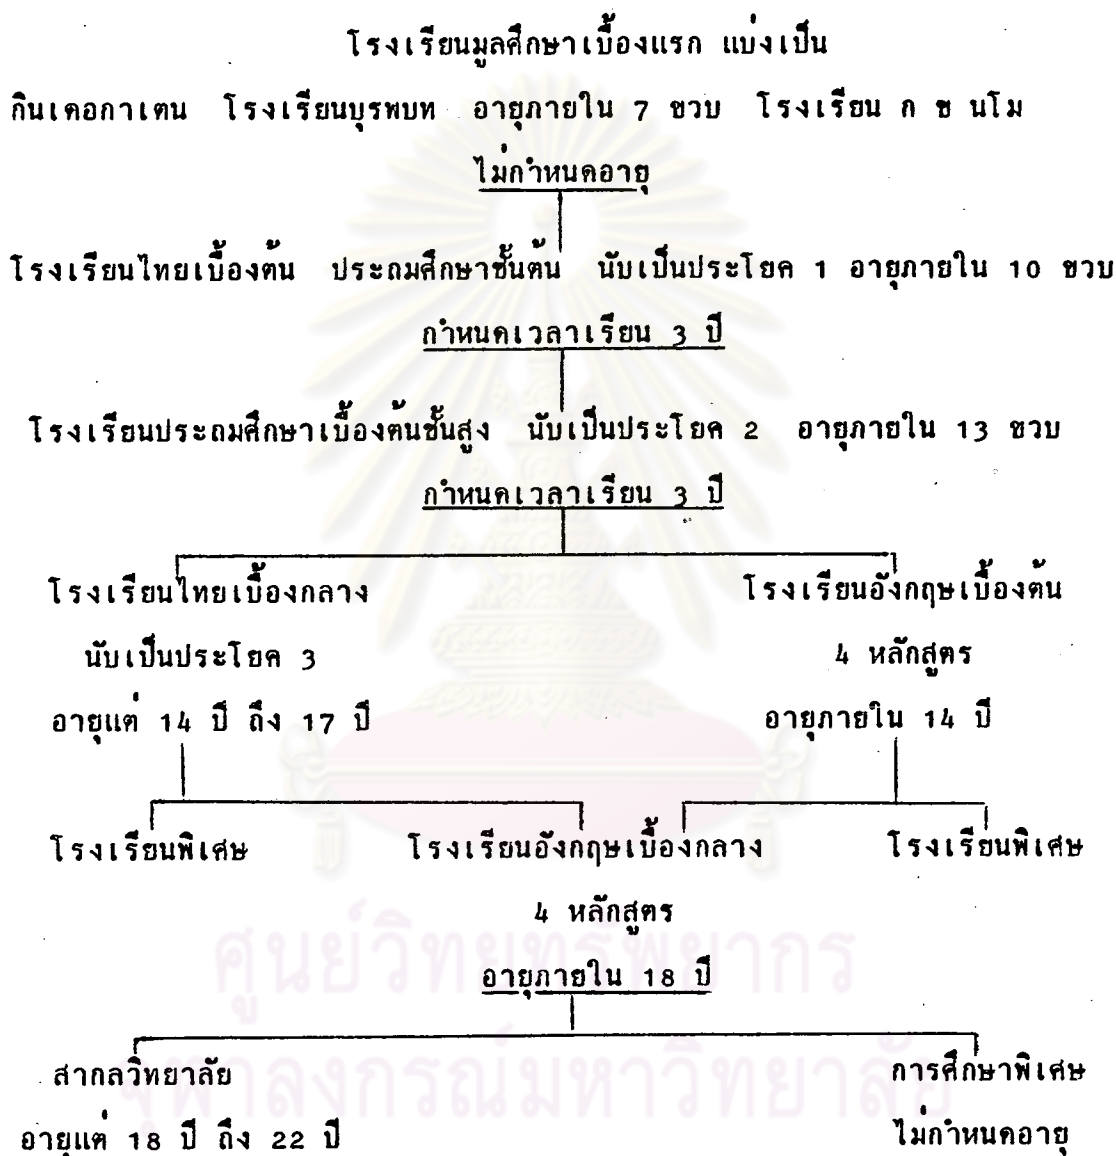 โรงเรียนมูลศึกษาเบื้องแรก แบ่งเป็น
กินเดอกาเตน โรงเรียนบุรพบท อายุภายใน 7 ขวบ โรงเรียน ก ข นโม
ไม่กำหนดอายุ
โรงเรียนไทยเบื้องต้น ประถมศึกษาชั้นต้น นับเป็นประโยค 1 อายุภายใน 10 ขวบ
กำหนดเวลาเรียน 3 ปี
โรงเรียนประถมศึกษาเบื้องต้นชั้นสูง นับเป็นประโยค 2 อายุภายใน 13 ขวบ
กำหนดเวลาเรียน 3 ปี
โรงเรียนไทยเบื้องกลาง โรงเรียนอังกฤษเบื้องต้น
นับเป็นประโยค 3 4 หลักสูตร
อายุแต่ 14 ปี ถึง 17 ปี อายุภายใน 14 ปี
โรงเรียนพิเศษ โรงเรียนอังกฤษเบื้องกลาง โรงเรียนพิเศษ
4 หลักสูตร
ศูนย์วิทยทรัพยากร
อายุภายใน 18 ปี
จุฬาลงกรณ์มหาวิทยาลัย
สากลวิทยาลัย การศึกษาพิเศษ
อายุแต่ 18 ปี ถึง 22 ปี ไม่กำหนดอายุ